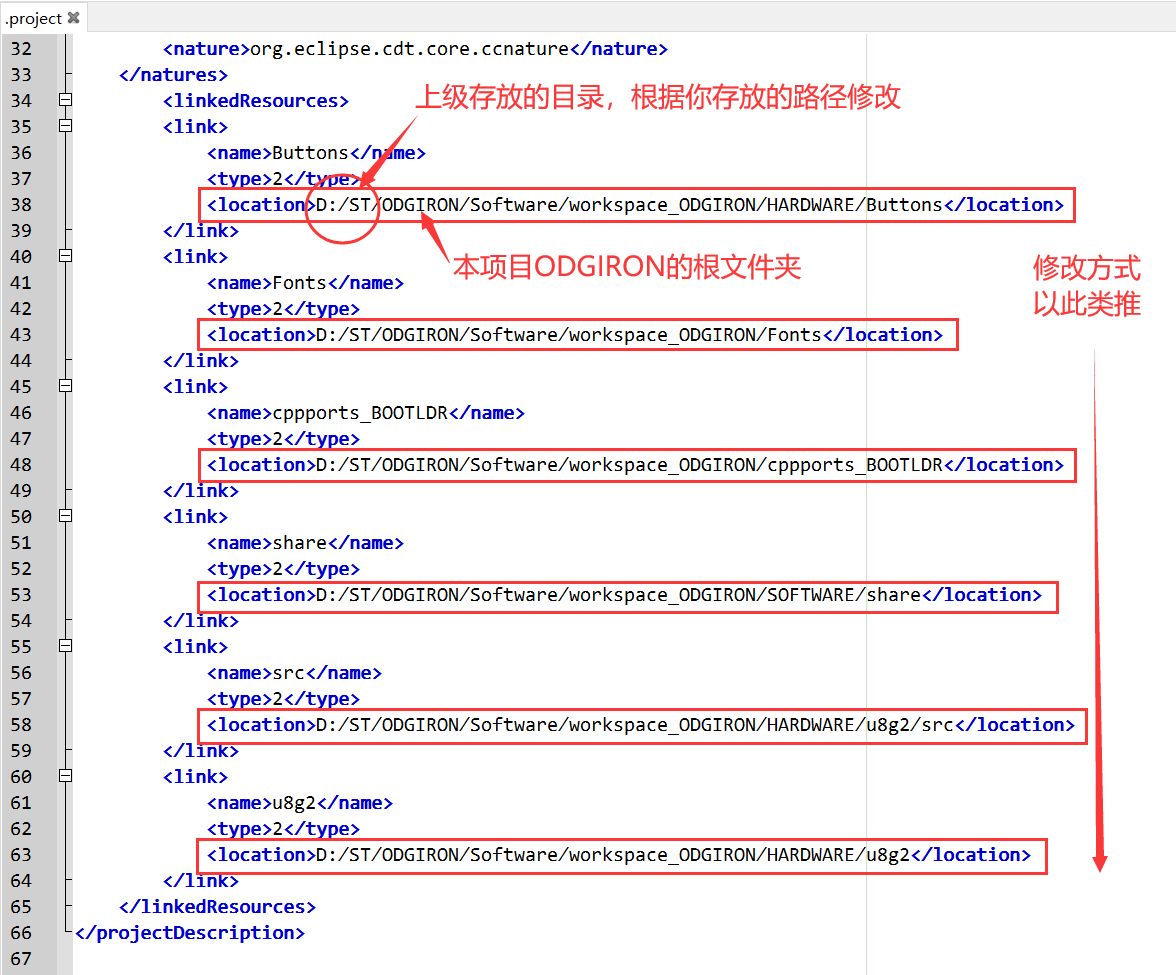 .project
32 <nature>org.eclipse.cdt.core.ccnature</nature>
33 </natures>
34 <linkedResources>
上级存放的目录，根据你存放的路径修改
35 <link>
36 <name>Buttons</name>
37 <type>2</type>
38 <location>D:/ST/ODGIRON/Software/workspace_ODGIRON/HARDWARE/Buttons</location>
39 </link>
40 <link>
本项目ODGIRON的根文件夹
修改方式
以此类推
41 <name>Fonts</name>
42 <type>2</type>
43 <location>D:/ST/ODGIRON/Software/workspace_ODGIRON/Fonts</location>
44 </link>
45 <link>
46 <name>cppports_BOOTLDR</name>
47 <type>2</type>
48 <location>D:/ST/ODGIRON/Software/workspace_ODGIRON/cppports_BOOTLDR</location>
49 </link>
50 <link>
51 <name>share</name>
52 <type>2</type>
53 <location>D:/ST/ODGIRON/Software/workspace_ODGIRON/SOFTWARE/share</location>
54 </link>
55 <link>
56 <name>src</name>
57 <type>2</type>
58 <location>D:/ST/ODGIRON/Software/workspace_ODGIRON/HARDWARE/u8g2/src</location>
59 </link>
60 <link>
61 <name>u8g2</name>
62 <type>2</type>
63 <location>D:/ST/ODGIRON/Software/workspace_ODGIRON/HARDWARE/u8g2</location>
64 </link>
65 </linkedResources>
66 </projectDescription>
67